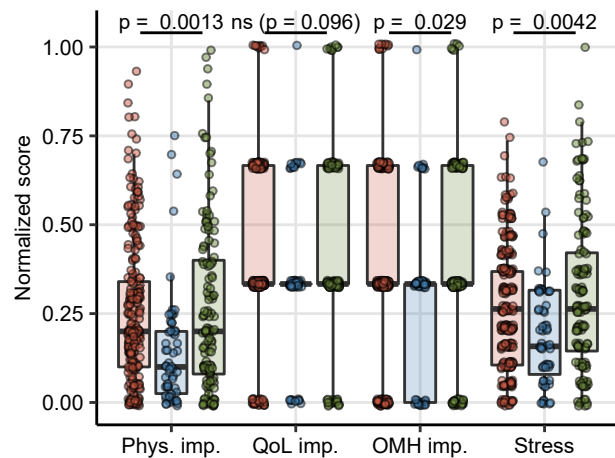 p = 0.0013 ns (p = 0.096) p = 0.029 p = 0.0042
1.00
0.75
0.50
0.25
0.00
Normalized score
Phys. imp. QoL imp. OMH imp. Stress